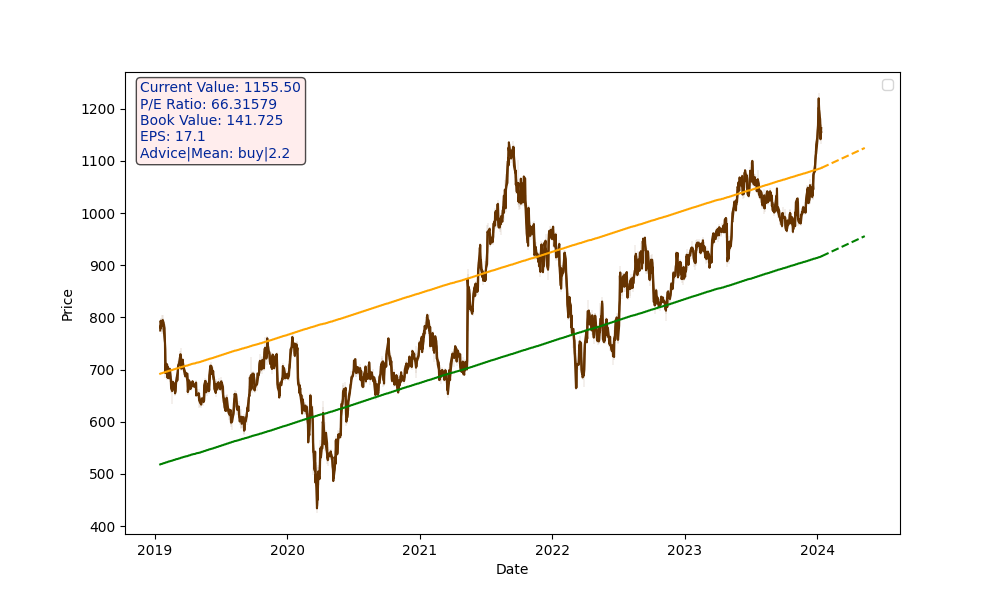 Current Value: 1155.50
P/E Ratio: 66.31579
Book Value: 141.725
EPS: 17.1
Advice|Mean: buy|2.2
1200
1100
1000
900
800
700
600
500
400
Price
2019 2020 2021 2022 2023 2024
Date